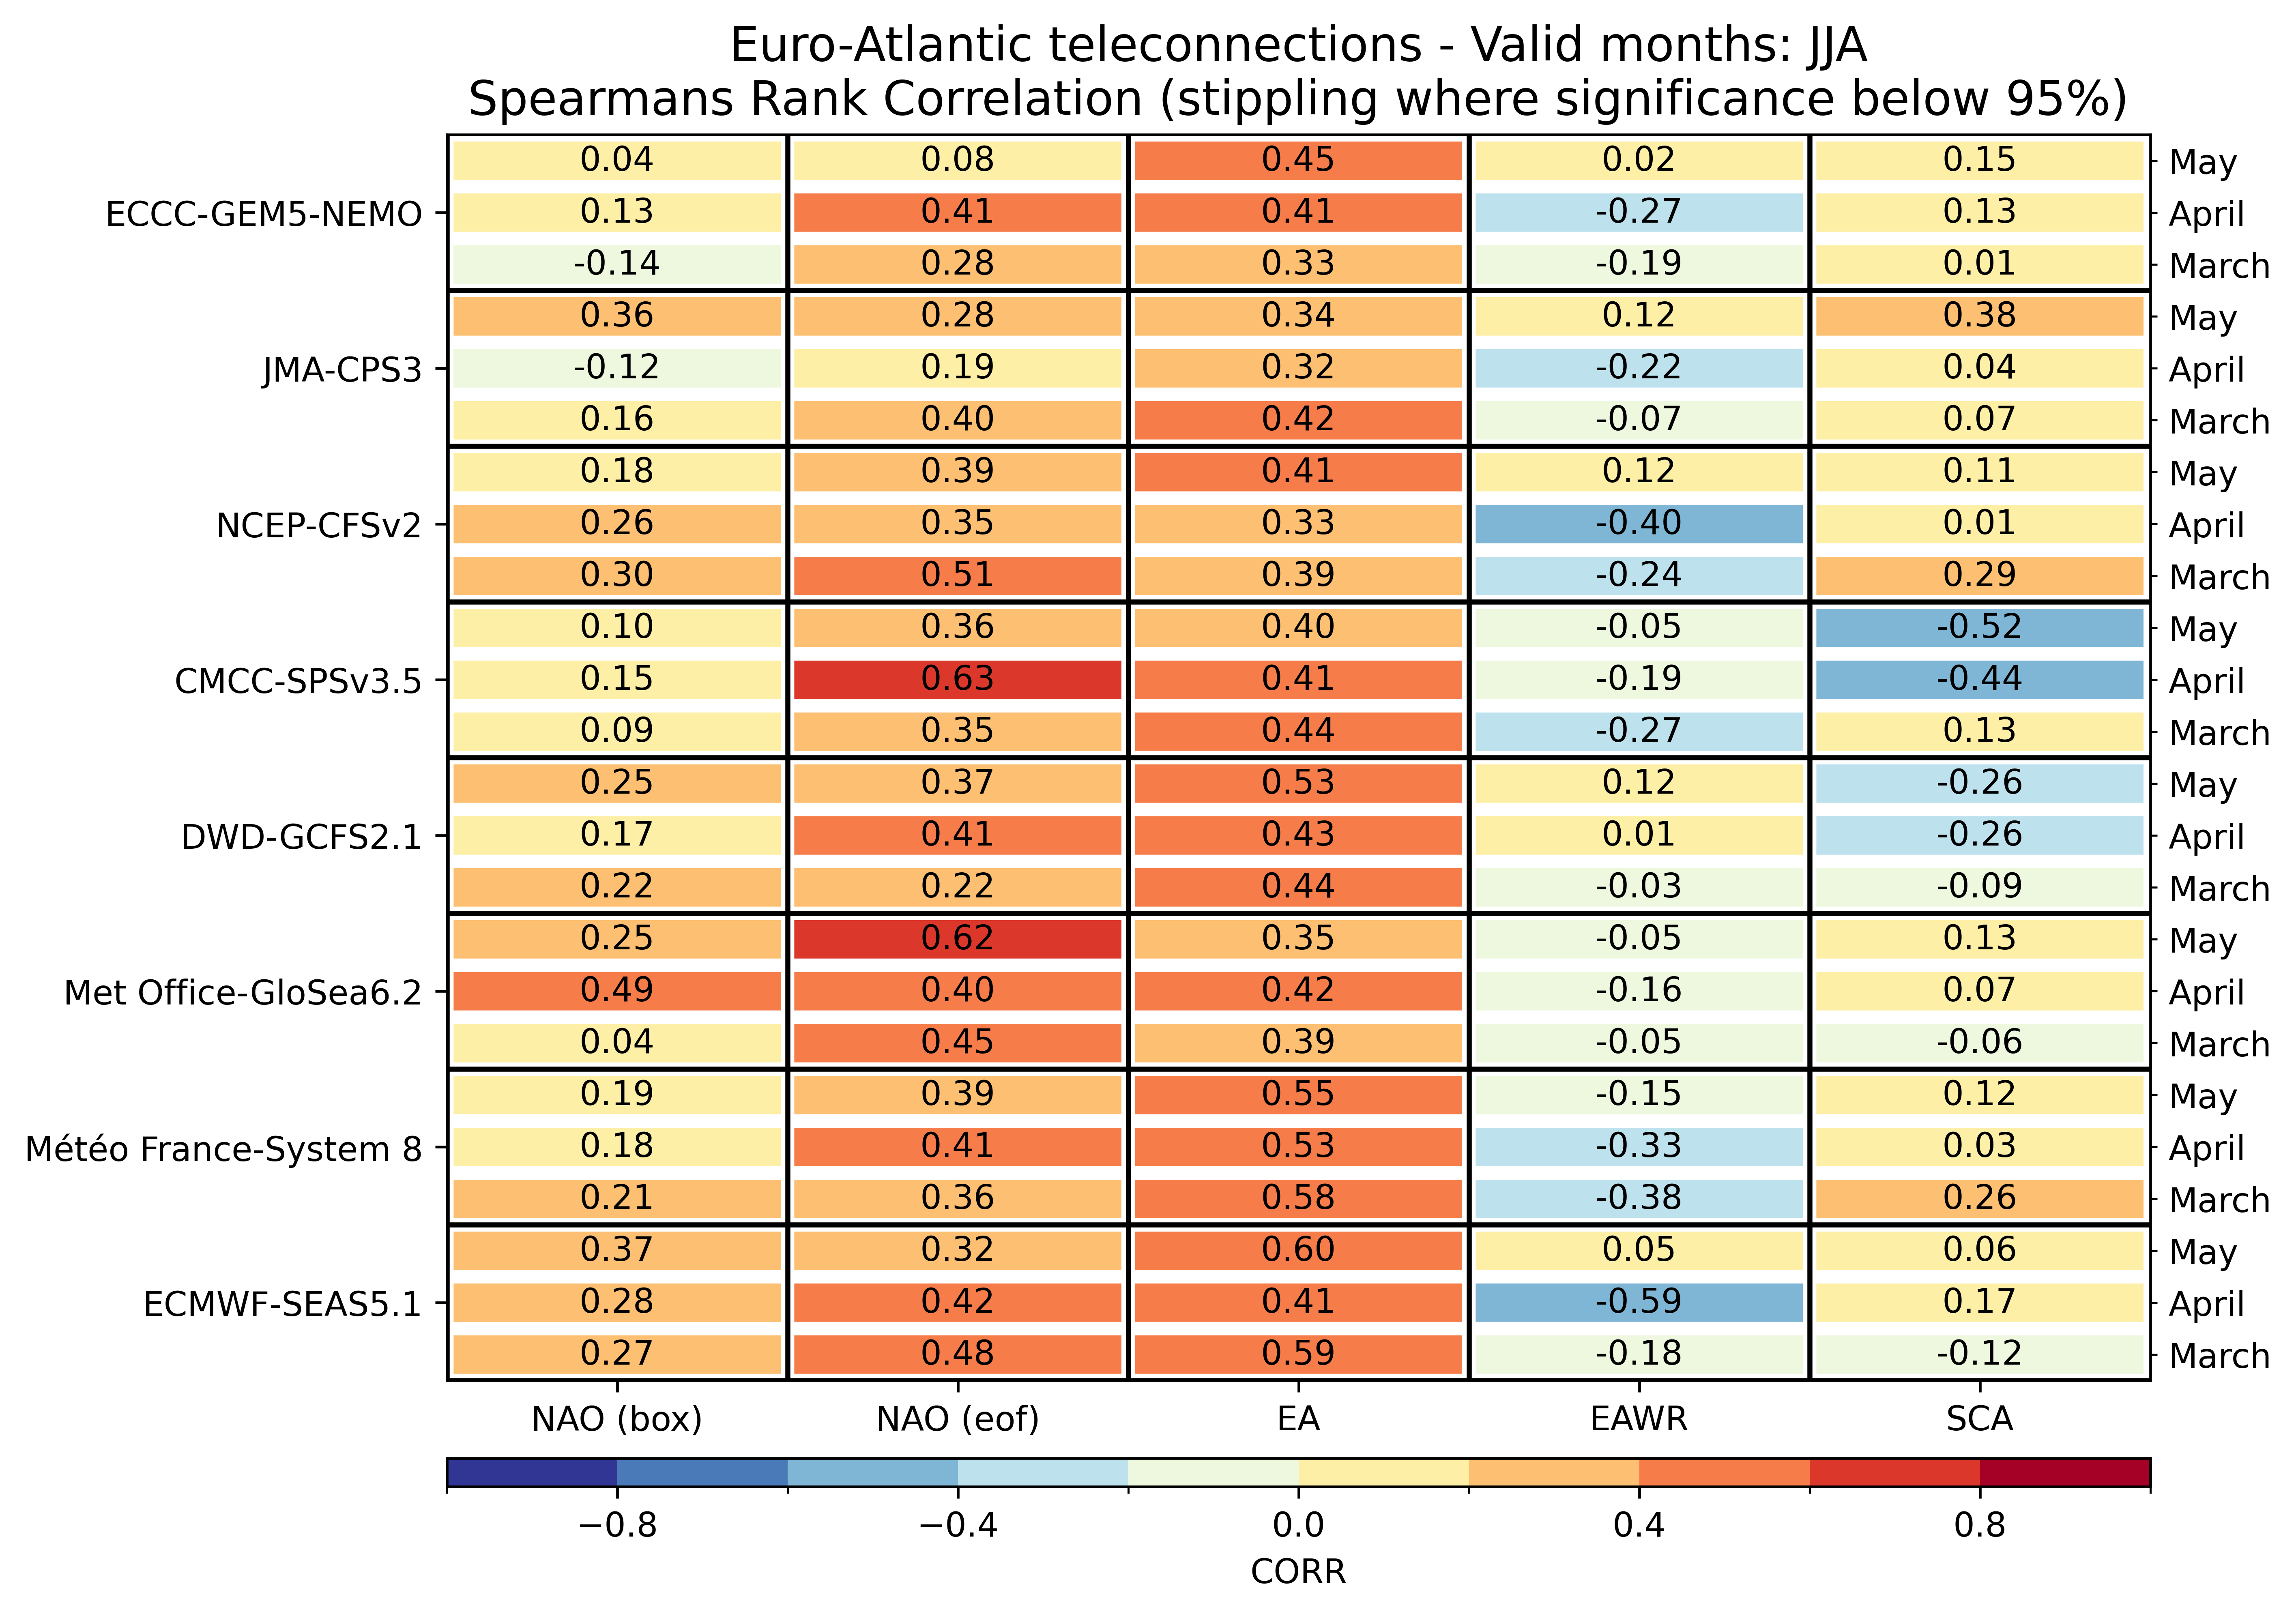 Euro-Atlantic teleconnections - Valid months: JJA
Spearmans Rank Correlation (stippling where significance below 95%)
0.04 0.08 0.45 0.02 0.15 May
ECCC-GEM5-NEMO 0.13 0.41 0.41 -0.27 0.13 April
-0.14 0.28 0.33 -0.19 0.01 March
0.36 0.28 0.34 0.12 0.38 May
JMA-CPS3 -0.12 0.19 0.32 -0.22 0.04 April
0.16 0.40 0.42 -0.07 0.07 March
0.18 0.39 0.41 0.12 0.11 May
NCEP-CFSv2 0.26 0.35 0.33 -0.40 0.01 April
0.30 0.51 0.39 -0.24 0.29 March
0.10 0.36 0.40 -0.05 -0.52 May
CMCC-SPSv3.5 0.15 0.63 0.41 -0.19 -0.44 April
0.09 0.35 0.44 -0.27 0.13 March
0.25 0.37 0.53 0.12 -0.26 May
DWD-GCFS2.1 0.17 0.41 0.43 0.01 -0.26 April
0.22 0.22 0.44 -0.03 -0.09 March
0.25 0.62 0.35 -0.05 0.13 May
Met Office-GloSea6.2 0.49 0.40 0.42 -0.16 0.07 April
0.04 0.45 0.39 -0.05 -0.06 March
0.19 0.39 0.55 -0.15 0.12 May
Météo France-System 8 0.18 0.41 0.53 -0.33 0.03 April
0.21 0.36 0.58 -0.38 0.26 March
0.37 0.32 0.60 0.05 0.06 May
ECMWF-SEAS5.1 0.28 0.42 0.41 -0.59 0.17 April
0.27 0.48 0.59 -0.18 -0.12 March
NAO (box) NAO (eof) EA EAWR SCA
−0.8 −0.4 0.0 0.4 0.8
CORR